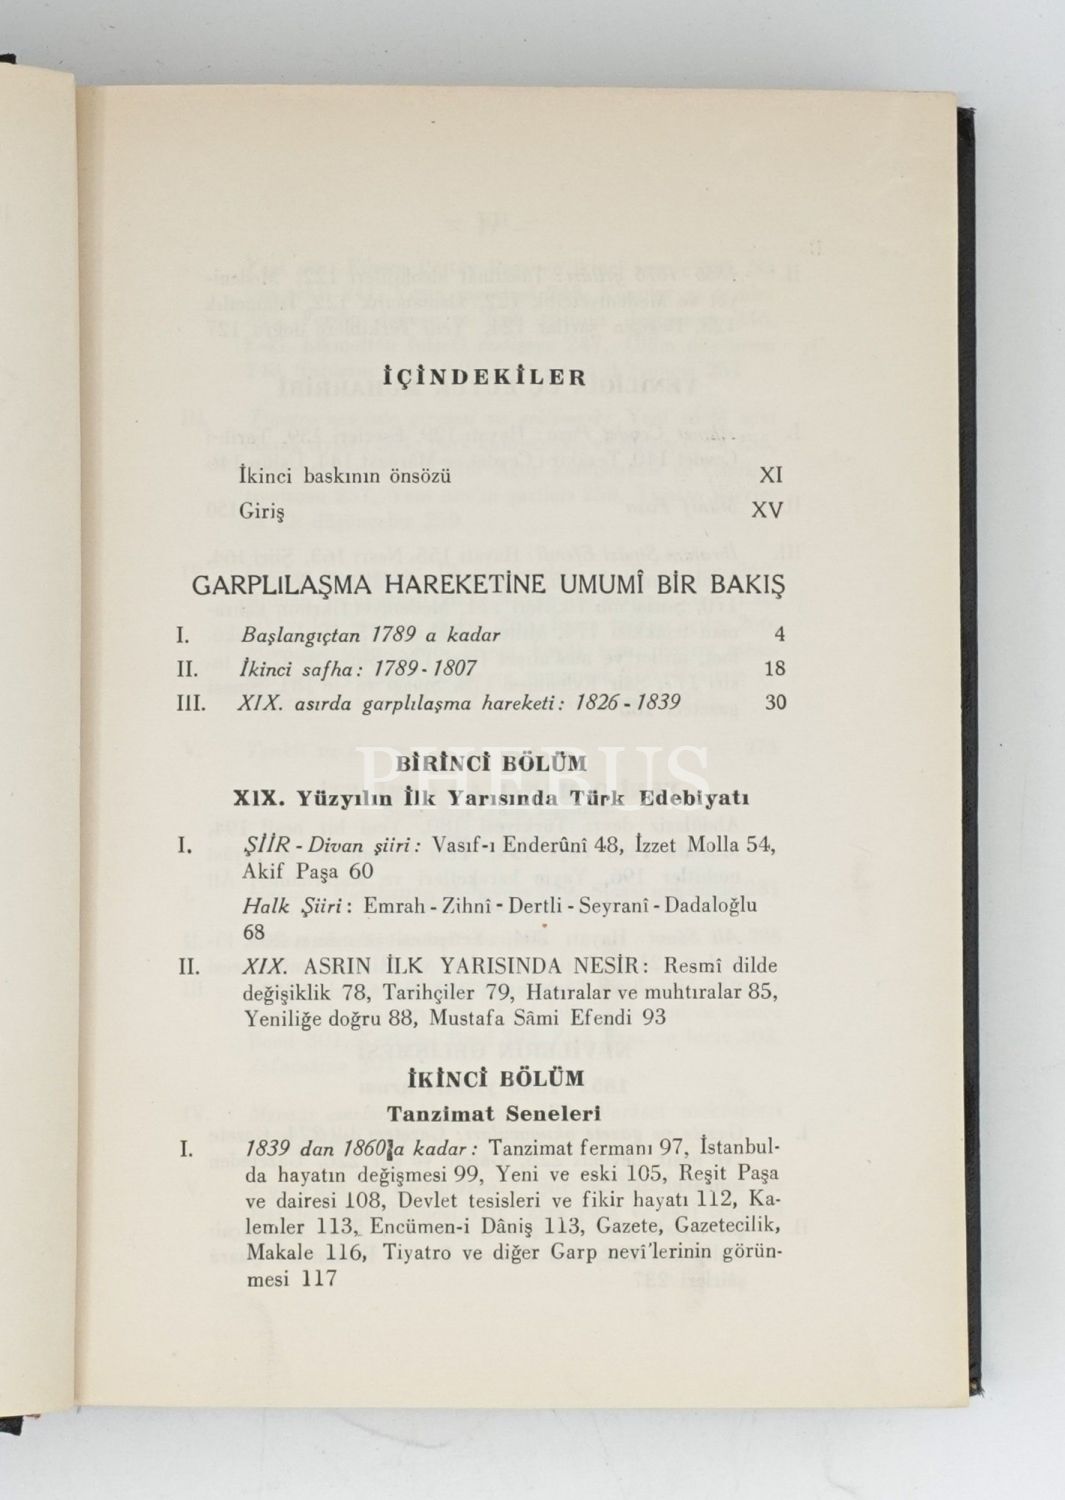 İÇİNDEKİLER
İkinci baskının önsözü XI
Giriş XV
GARPLILAŞMA HAREKETİNE UMUMÎ BİR BAKIŞ
I. Başlangıçtan 1789 a kadar 4
II. İkinci safha: 1789-1807 18
III. XIX. asırda garplılaşma hareketi: 1826-1839 30
PHEBUS
BİRİNCİ BÖLÜM
XIX. Yüzyılın İlk Yarısında Türk Edebiyatı
I. ŞİİR - Divan şiiri: Vasıf-ı Enderûnî 48, İzzet Molla 54,
Akif Paşa 60
Halk Şiiri: Emrah - Zihnî - Dertli - Seyranî - Dadaloğlu
68
II. XIX. ASRIN İLK YARISINDA NESİR: Resmî dilde
değişiklik 78, Tarihçiler 79, Hatıralar ve muhtıralar 85,
Yeniliğe doğru 88, Mustafa Sâmi Efendi 93
İKİNCİ BÖLÜM
Tanzimat Seneleri
I. 1839 dan 1860 a kadar: Tanzimat fermanı 97, İstanbul-
da hayatın değişmesi 99, Yeni ve eski 105, Reşit Paşa
ve dairesi 108, Devlet tesisleri ve fikir hayatı 112, Ka-
lemler 113, Encümen-i Dâniş 113, Gazete, Gazetecilik,
Makale 116, Tiyatro ve diğer Garp nevî'lerinin görün-
mesi 117